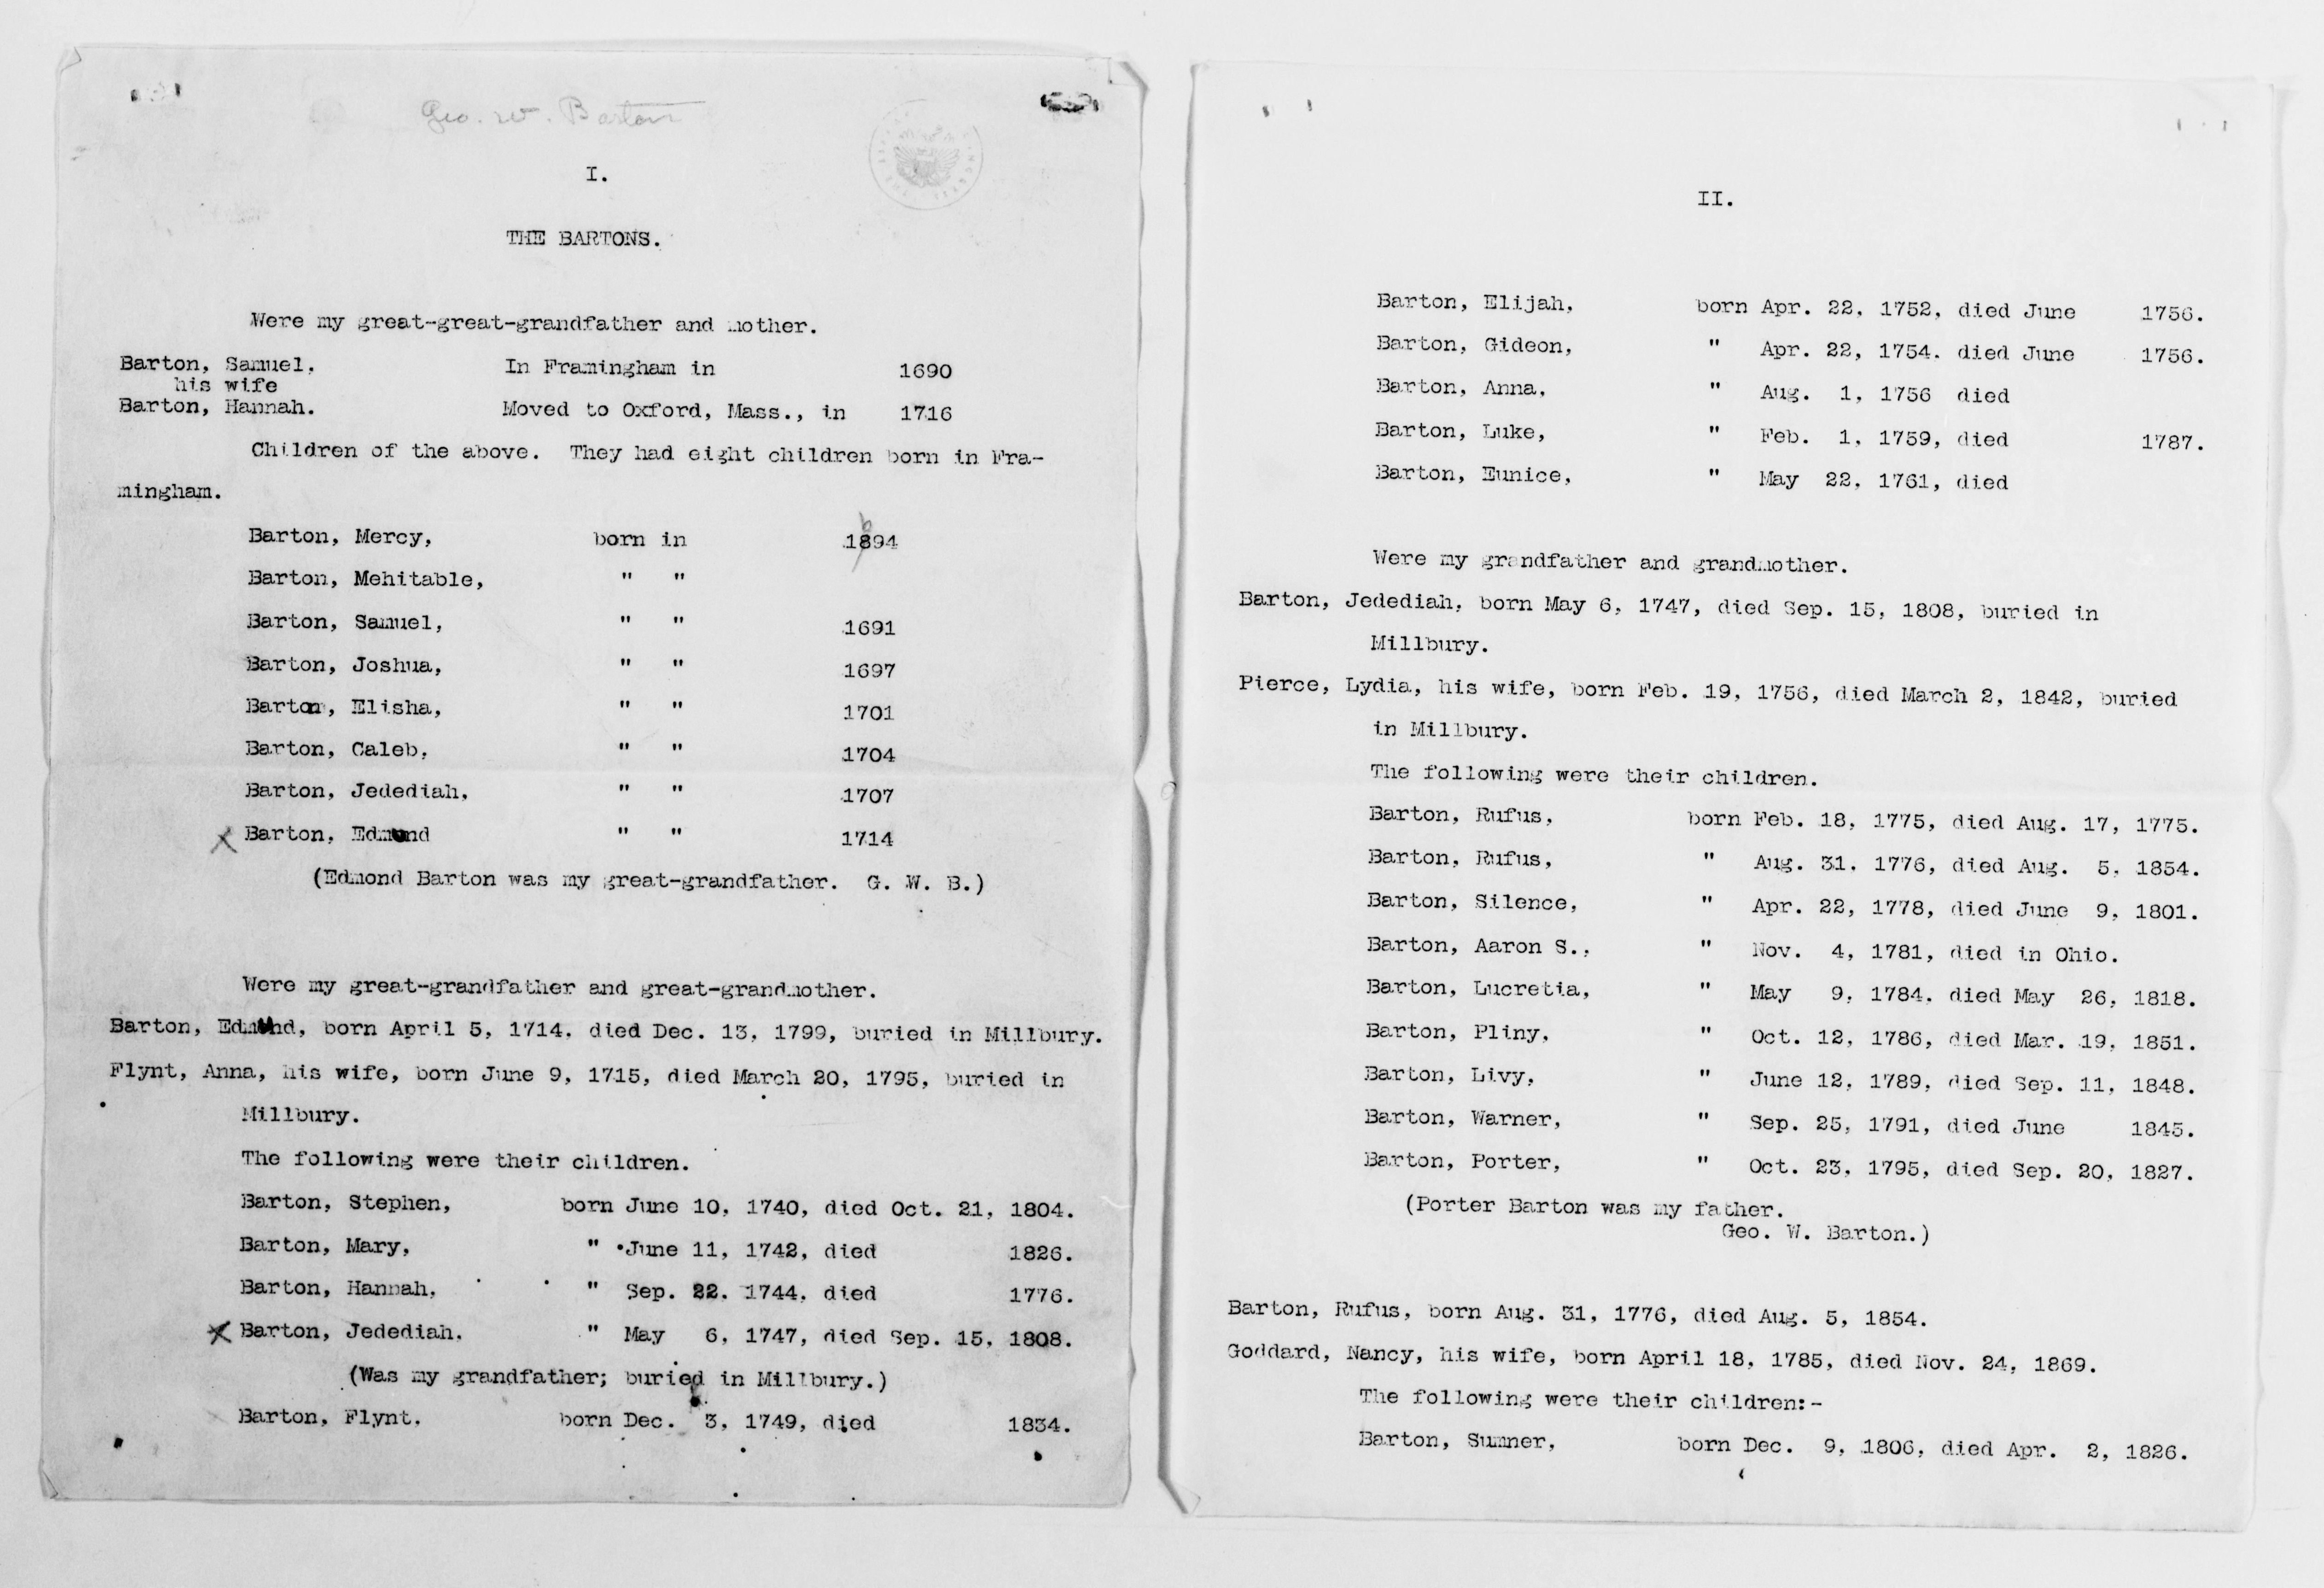 Geo. W. Barton
I.
THE BARTONS.
Were my great-great-grandfather and mother.
Barton, Samuel, In Framingham in 1690
his wife
Barton, Hannah. Moved to Oxford, Mass., in 1716
Children of the above. They had eight children born in Fra-
mingham.
Barton, Mercy, born in 1694
Barton, Mehitable, " "
Barton, Samuel, " " 1691
Barton, Joshua, " " 1697
Barton, Elisha, " " 1701
Barton, Caleb, " " 1704
Barton, Jedediah, " " 1707
X Barton, Edmund " " 1714
(Edmond Barton was my great-grandfather. G. W. B.)
Were my great-grandfather and great-grandmother.
Barton, Edmund, born April 5, 1714, died Dec. 13, 1799, buried in Millbury.
Flynt, Anna, his wife, born June 9, 1715, died March 20, 1795, buried in
Millbury.
The following were their children.
Barton, Stephen, born June 10, 1740, died Oct. 21, 1804.
Barton, Mary, " June 11, 1742, died 1826.
Barton, Hannah, " Sep. 22. 1744, died 1776.
X Barton, Jedediah, " May 6, 1747, died Sep. 15, 1808.
(Was my grandfather; buried in Millbury.)
Barton, Flynt, born Dec. 3, 1749, died 1834.
II.
Barton, Elijah, born Apr. 22, 1752, died June 1756.
Barton, Gideon, " Apr. 22, 1754. died June 1756.
Barton, Anna, " Aug. 1, 1756 died
Barton, Luke, " Feb. 1, 1759, died 1787.
Barton, Eunice, " May 22, 1761, died
Were my grandfather and grandmother.
Barton, Jedediah, born May 6, 1747, died Sep. 15, 1808, buried in
Millbury.
Pierce, Lydia, his wife, born Feb. 19, 1756, died March 2, 1842, buried
in Millbury.
The following were their children.
Barton, Rufus, born Feb. 18, 1775, died Aug. 17, 1775.
Barton, Rufus, " Aug. 31, 1776, died Aug. 5, 1854.
Barton, Silence, " Apr. 22, 1778, died June 9, 1801.
Barton, Aaron S., " Nov. 4, 1781, died in Ohio.
Barton, Lucretia, " May 9, 1784, died May 26, 1818.
Barton, Pliny, " Oct. 12, 1786, died Mar. 19, 1851.
Barton, Livy, " June 12, 1789, died Sep. 11, 1848.
Barton, Warner, " Sep. 25, 1791, died June 1845.
Barton, Porter, " Oct. 23, 1795, died Sep. 20, 1827.
(Porter Barton was my father.
Geo. W. Barton.)
Barton, Rufus, born Aug. 31, 1776, died Aug. 5, 1854.
Goddard, Nancy, his wife, born April 18, 1785, died Nov. 24, 1869.
The following were their children:-
Barton, Sumner, born Dec. 9, 1806, died Apr. 2, 1826.